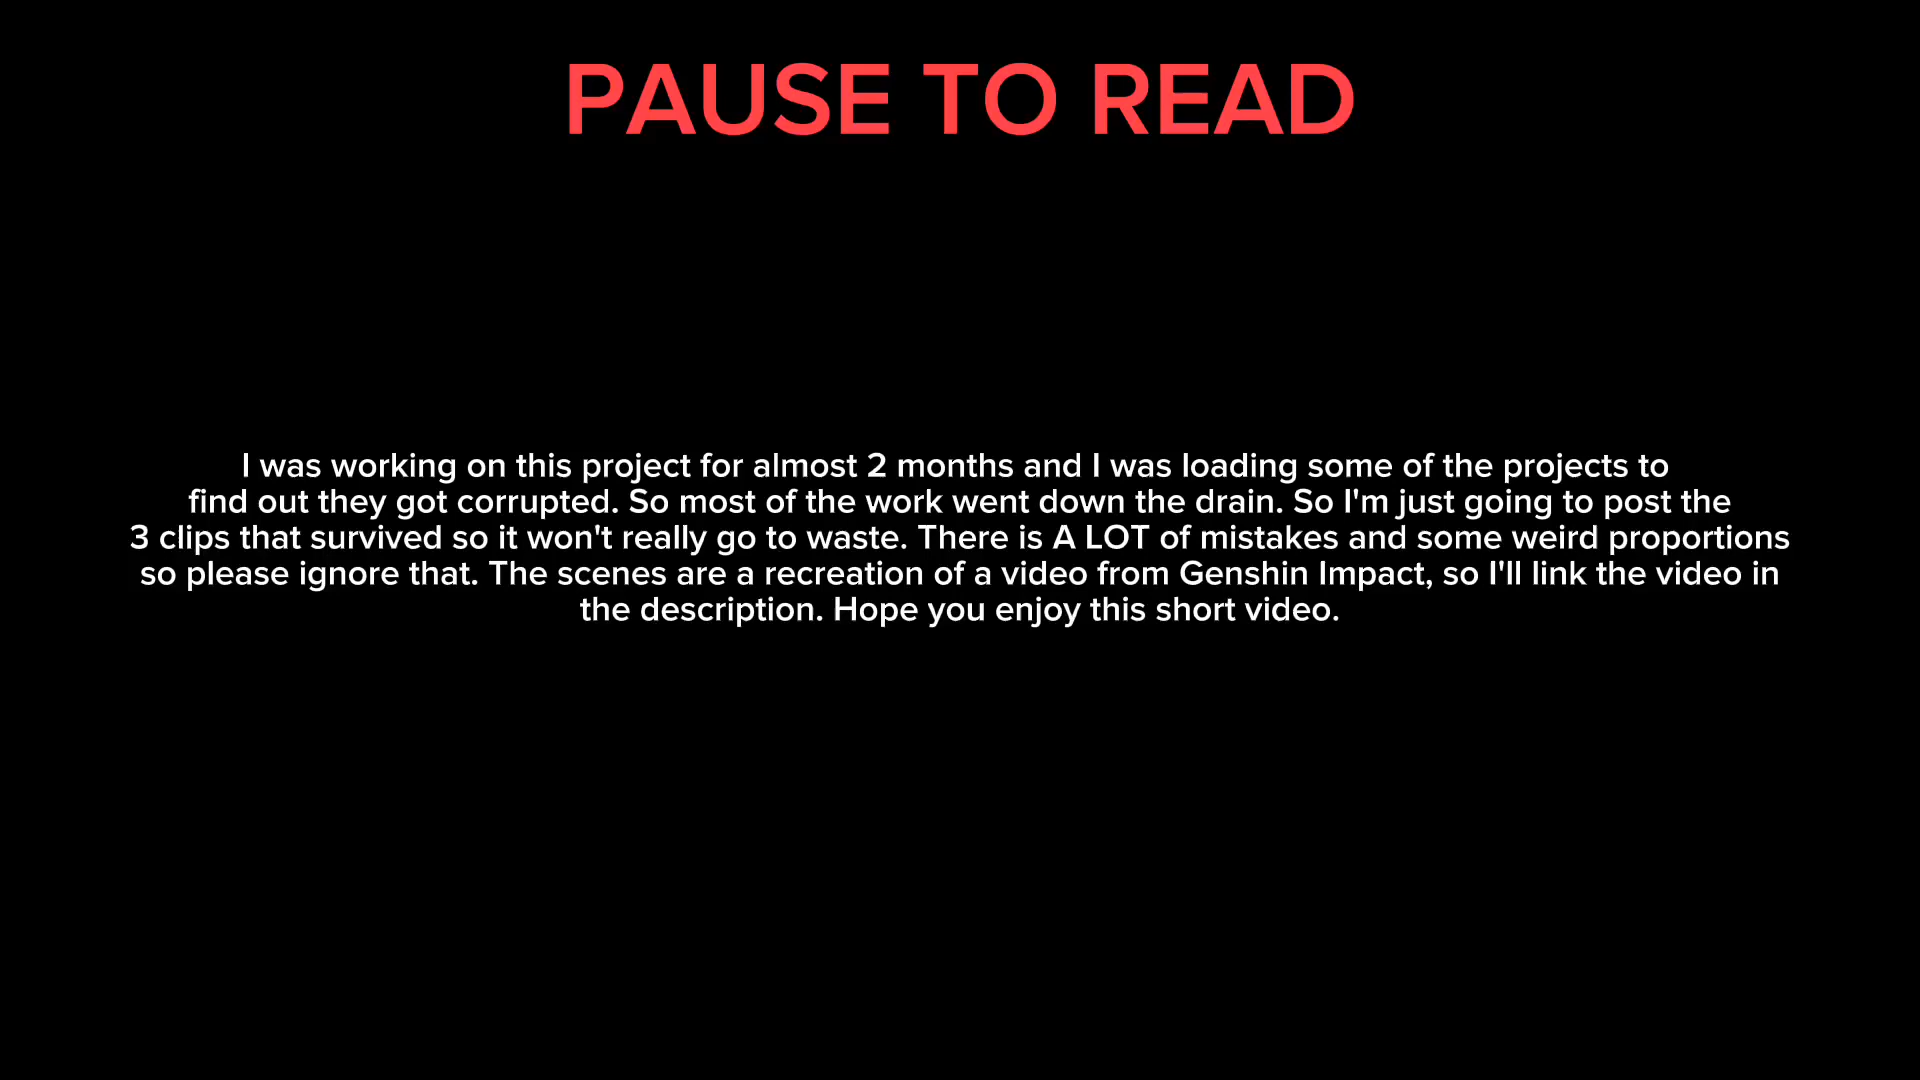 PAUSE TO READ
I was working on this project for almost 2 months and I was loading some of the projects to
find out they got corrupted. So most of the work went down the drain. So I'm just going to post the
3 clips that survived so it won't really go to waste. There is A LOT of mistakes and some weird proportions
so please ignore that. The scenes are a recreation of a video from Genshin Impact, so I'll link the video in
the description. Hope you enjoy this short video.